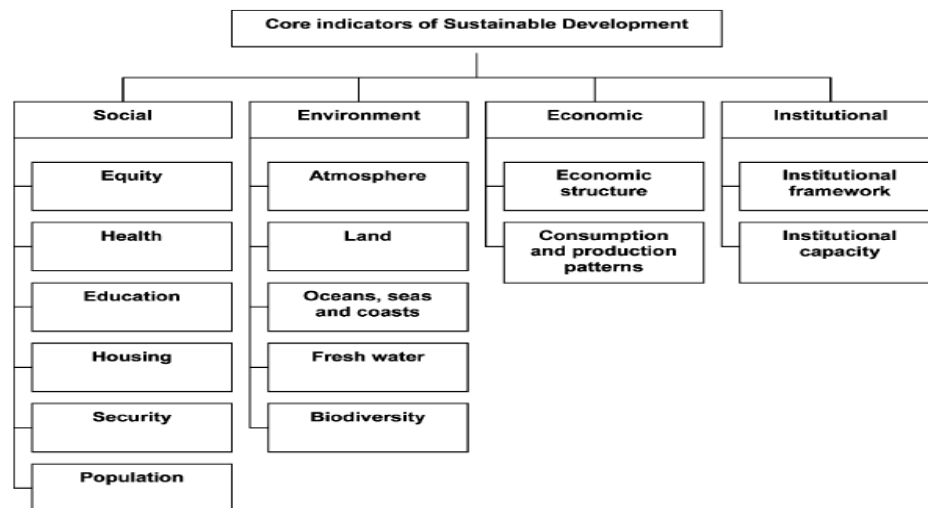 Core indicators of Sustainable Development
Social
Environment
Economic
Institutional
Equity
Health
Education
Housing
Security
Population
Atmosphere
Land
Oceans, seas
and coasts
Fresh water
Biodiversity
Economic
structure
Consumption
and production
patterns
Institutional
framework
Institutional
capacity